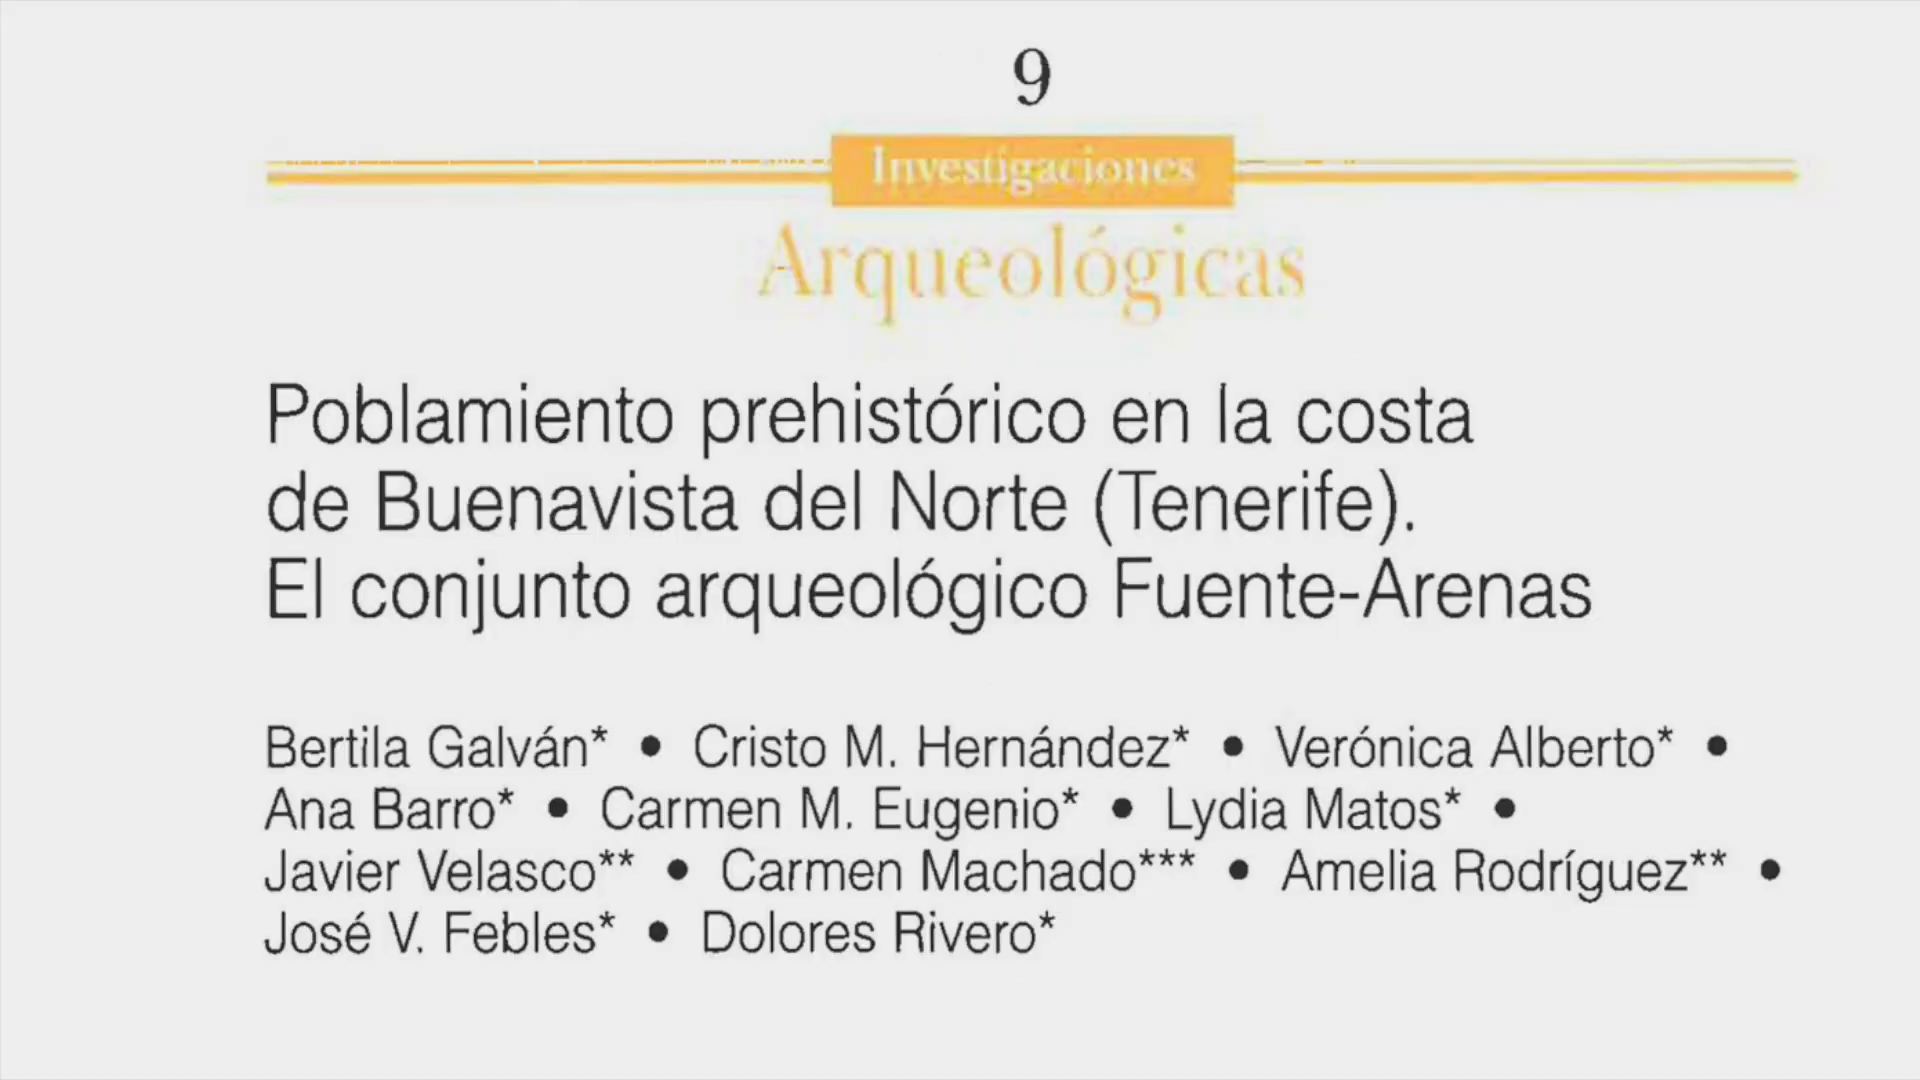 9
Investigaciones
Arqueológicas
Poblamiento prehistórico en la costa
de Buenavista del Norte (Tenerife).
El conjunto arqueológico Fuente-Arenas
Bertila Galván* • Cristo M. Hernández* • Verónica Alberto* •
Ana Barro* • Carmen M. Eugenio* • Lydia Matos* •
Javier Velasco** • Carmen Machado*** • Amelia Rodríguez** •
José V. Febles* • Dolores Rivero*